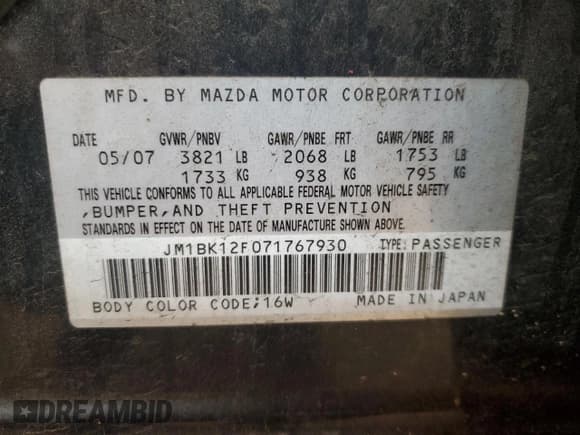 MFD. BY MAZDA MOTOR CORPORATION
DATE GVWR/PNBV GAWR/PNBE FRT GAWR/PNBE RR
05/07 3821 LB 2068 LB 1753 LB
1733 KG 938 KG 795 KG
THIS VEHICLE CONFORMS TO ALL APPLICABLE FEDERAL MOTOR VEHICLE SAFETY
,BUMPER,AND THEFT PREVENTION
STANDARDS IN EFFECT ON THE DATE OF MANUFACTURE SHOWN ABOVE.
JM1BK12F071767930 TYPE:PASSENGER
BODY COLOR CODE;16W MADE IN JAPAN
DREAMBID